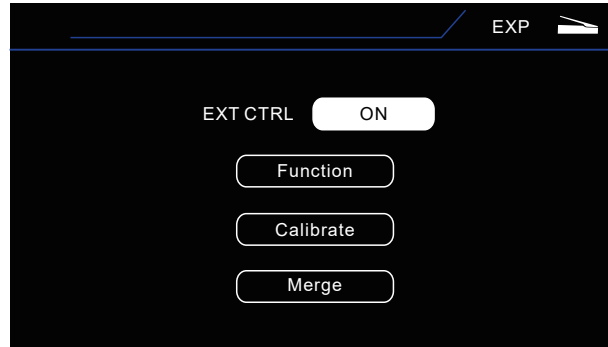 EXP
EXT CTRL ON
Function
Calibrate
Merge